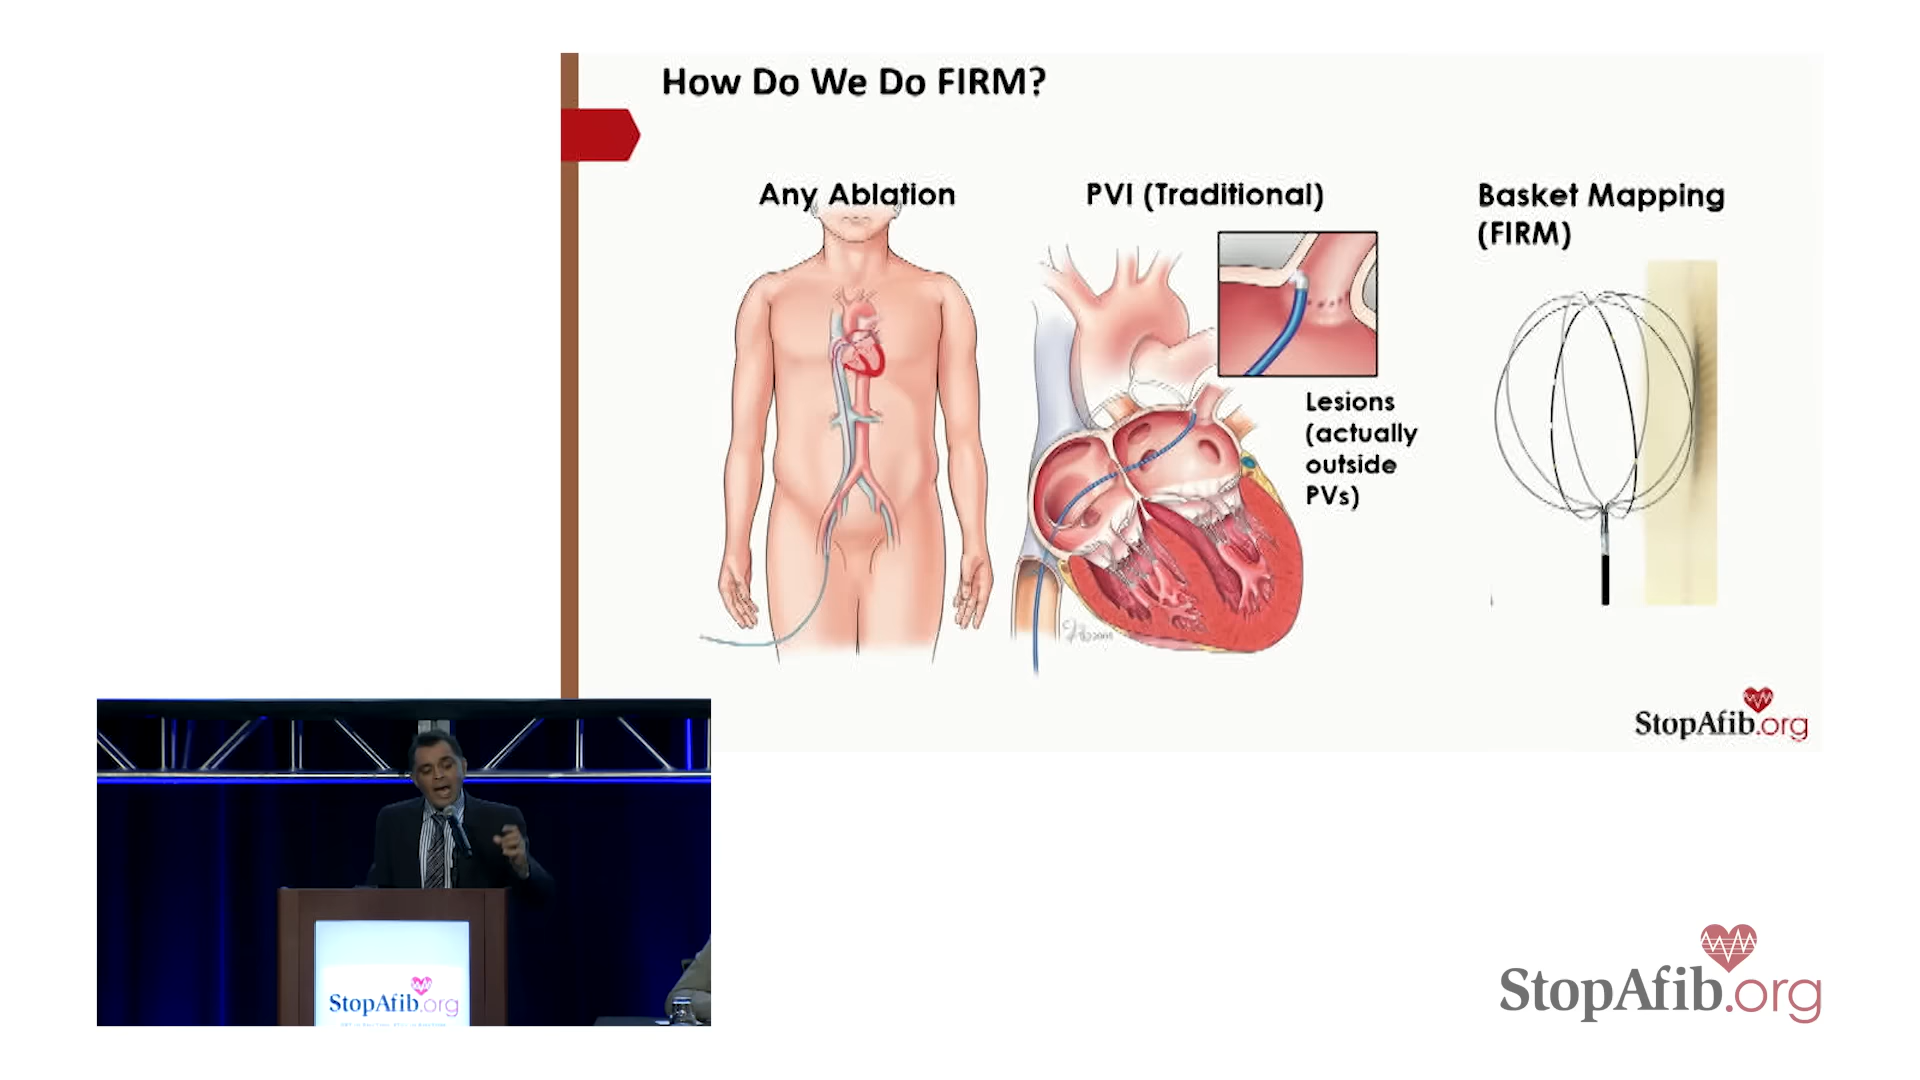 How Do We Do FIRM?
Any Ablation
PVI (Traditional)
Basket Mapping
(FIRM)
Lesions
(actually
outside
PVs)
StopAfib.org
StopAfib.org
StopAfib.org